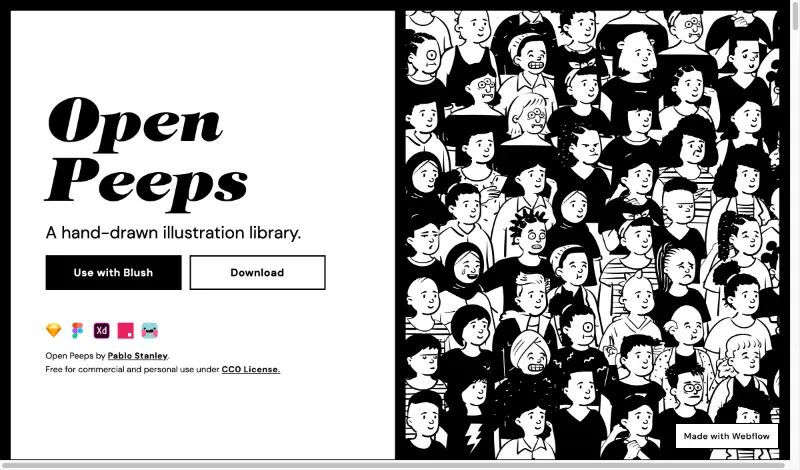 Open
Peeps
A hand-drawn illustration library.
Use with Blush
Download
Xd
Open Peeps by Pablo Stanley.
Free for commercial and personal use under CC0 License.
Made with Webflow